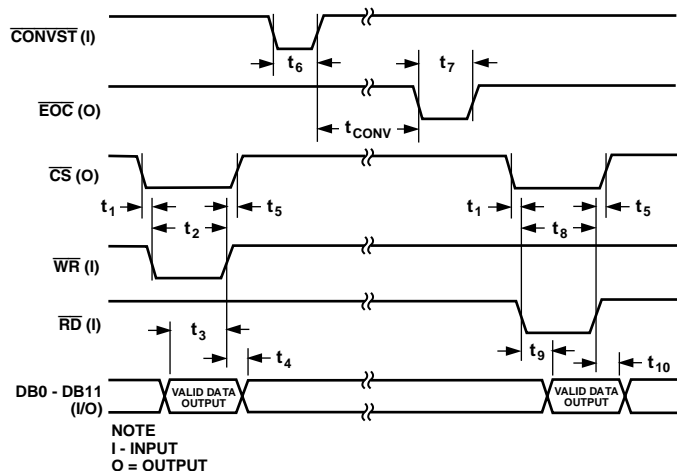 CONVST (I)
t6
t7
EOC (O)
tCONV
CS (O)
t1
t5
t1
t5
t2
t8
WR (I)
RD (I)
t3
t9
t4
t10
DB0 - DB11
(I/O)
VALID DATA
OUTPUT
VALID DATA
OUTPUT
NOTE
I - INPUT
O = OUTPUT